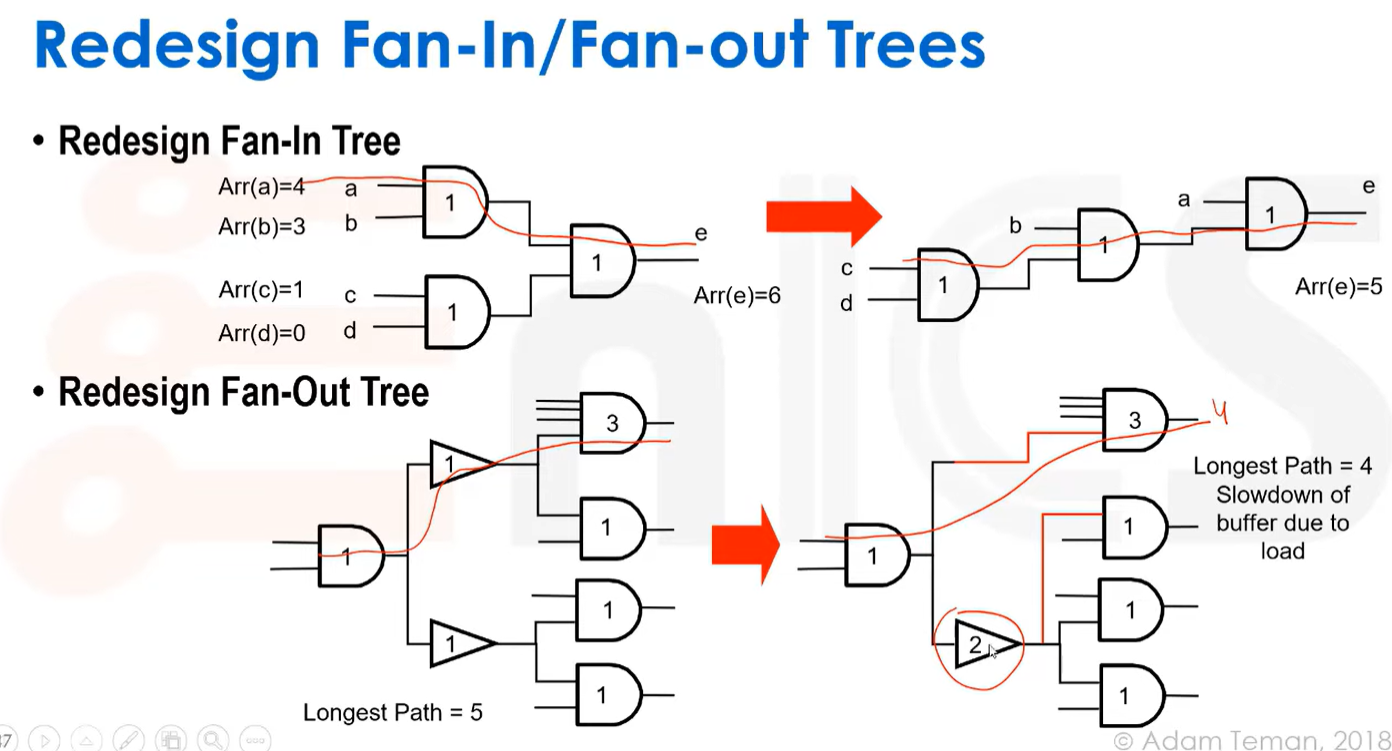 Redesign Fan-In/Fan-out Trees
• Redesign Fan-In Tree
Arr(a)=4 a
Arr(b)=3 b
Arr(c)=1 c
Arr(d)=0 d
1
1
1
e
Arr(e)=6
c
d
1
b
1
a
1
e
Arr(e)=5
• Redesign Fan-Out Tree
1
1
1
3
1
1
1
Longest Path = 5
1
2
3
1
1
1
4
Longest Path = 4
Slowdown of
buffer due to
load
nICS
37
© Adam Teman, 2018